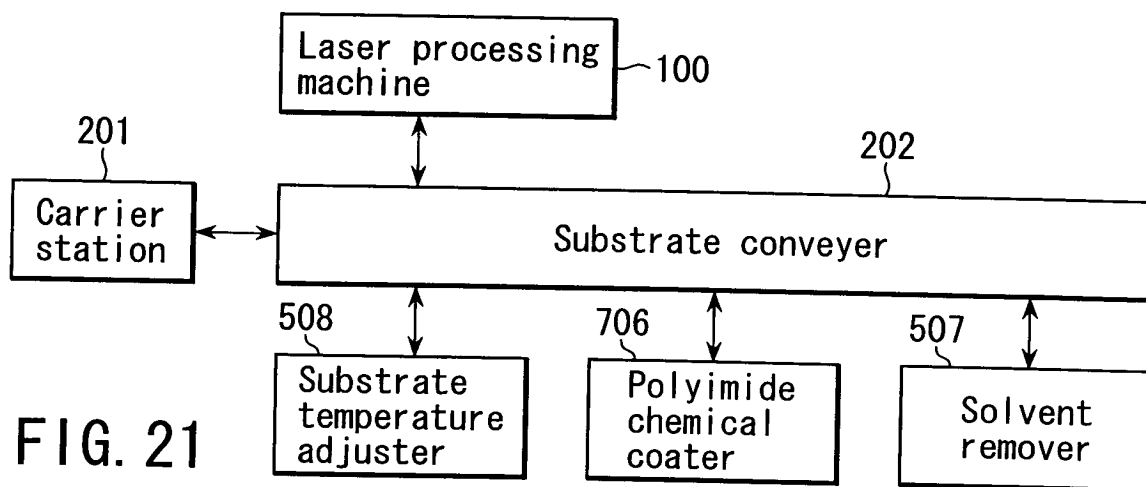 Laser processing
machine
100
201
202
Carrier
station
Substrate conveyer
508
706
507
Substrate
temperature
adjuster
Polyimide
chemical
coater
Solvent
remover
FIG. 21